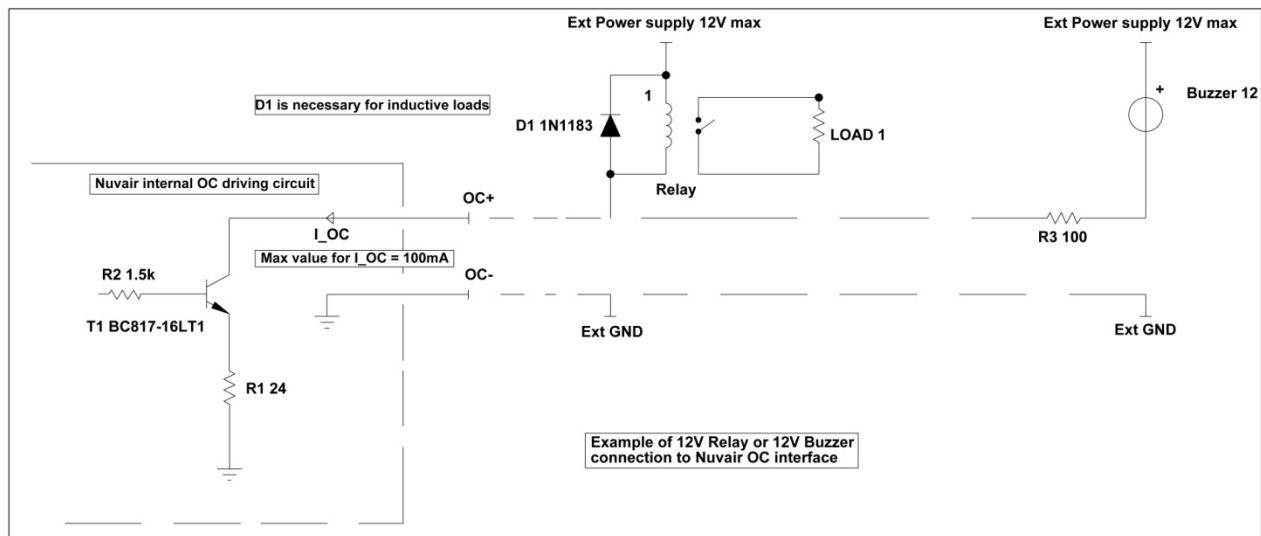 Ext Power supply 12V max
Ext Power supply 12V max
D1 is necessary for inductive loads
1
+
Buzzer 12
D1 1N1183
LOAD 1
Nuvair internal OC driving circuit
Relay
OC+
I_OC
R3 100
Max value for I_OC = 100mA
R2 1.5k
OC-
T1 BC817-16LT1
Ext GND
Ext GND
R1 24
Example of 12V Relay or 12V Buzzer
connection to Nuvair OC interface